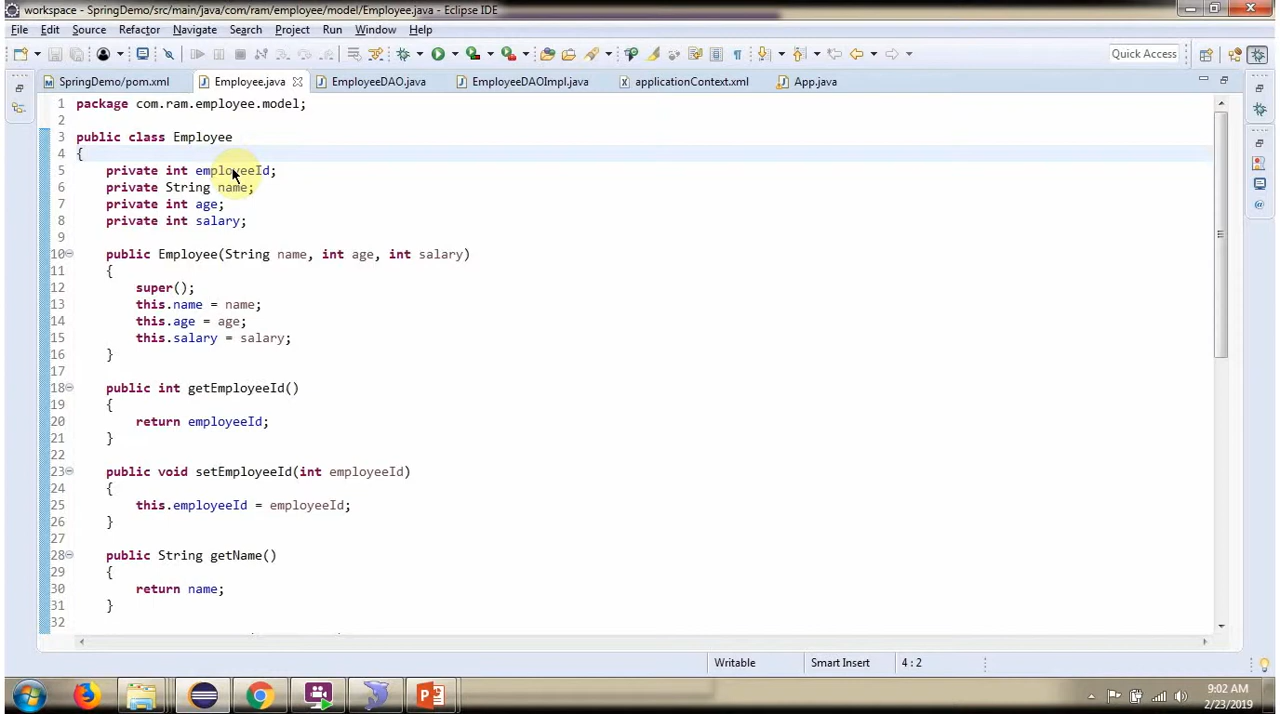 workspace - SpringDemo/src/main/java/com/ram/employee/model/Employee.java - Eclipse IDE
File Edit Source Refactor Navigate Search Project Run Window Help
Quick Access
SpringDemo/pom.xml Employee.java EmployeeDAO.java EmployeeDAOImpl.java applicationContext.xml App.java
1 package com.ram.employee.model;
2
3 public class Employee
4 {
5 private int employeeId;
6 private String name;
7 private int age;
8 private int salary;
9
10 public Employee(String name, int age, int salary)
11 {
12 super();
13 this.name = name;
14 this.age = age;
15 this.salary = salary;
16 }
17
18 public int getEmployeeId()
19 {
20 return employeeId;
21 }
22
23 public void setEmployeeId(int employeeId)
24 {
25 this.employeeId = employeeId;
26 }
27
28 public String getName()
29 {
30 return name;
31 }
32
Writable Smart Insert 4 : 2
9:02 AM
2/23/2019